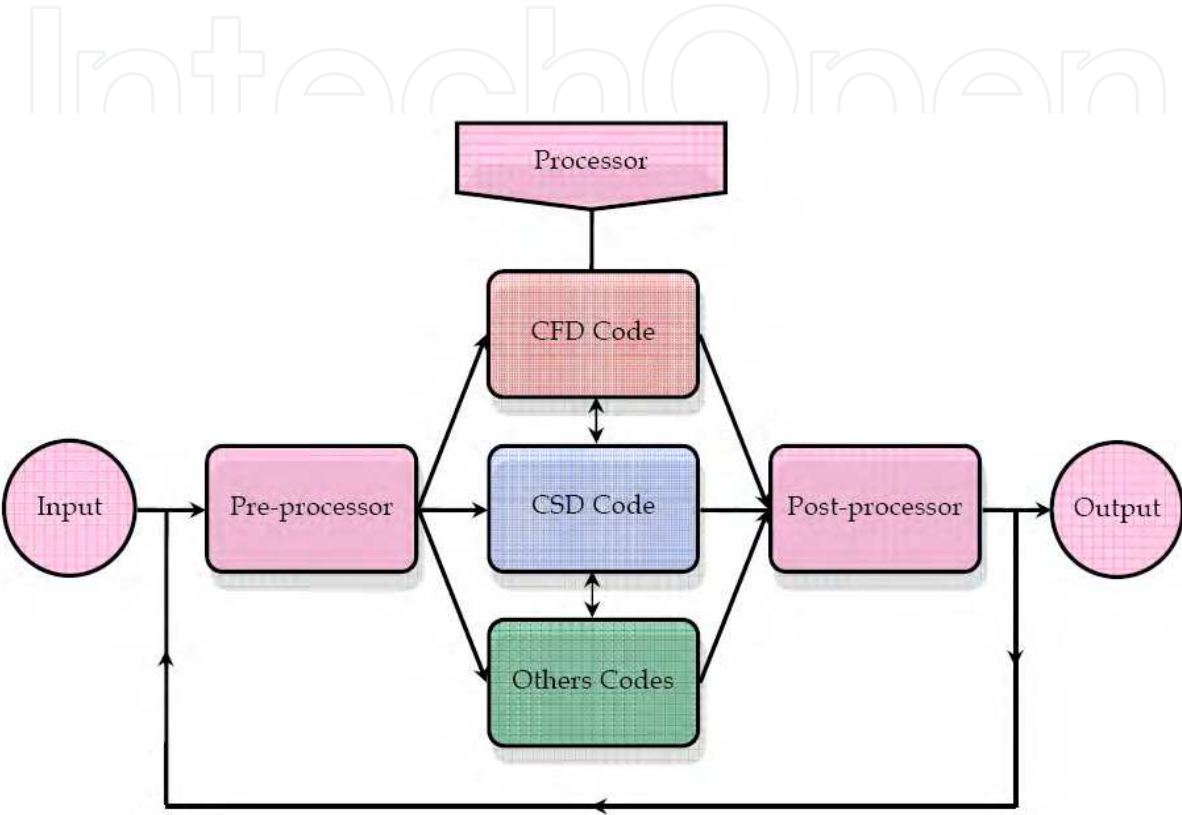 IntechOpen
Processor
CFD Code
Input
Pre-processor
CSD Code
Post-processor
Output
Others Codes